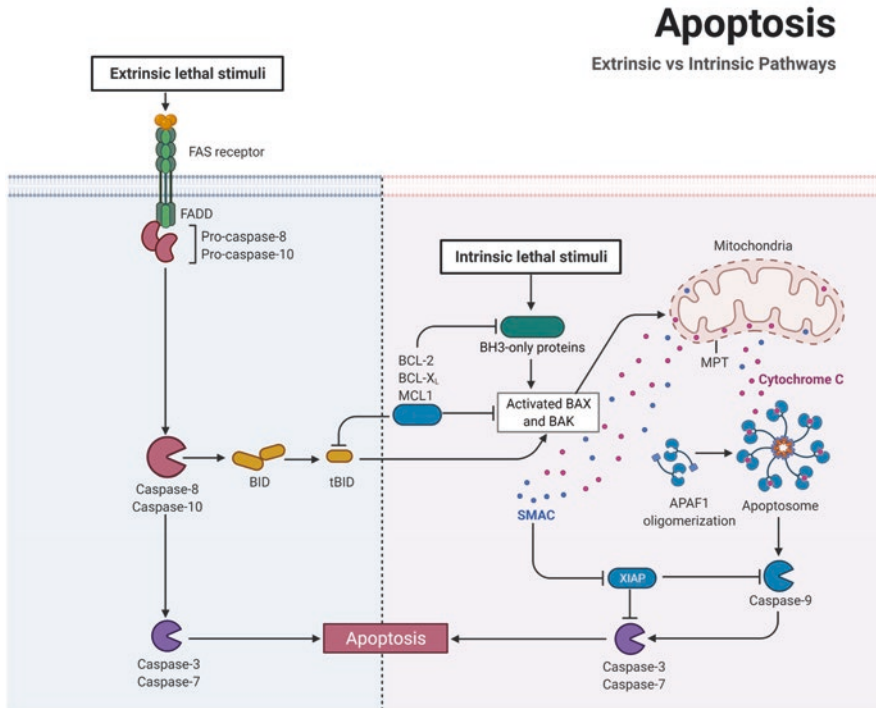 Apoptosis
Extrinsic vs Intrinsic Pathways
Extrinsic lethal stimuli
FAS receptor
FADD
Pro-caspase-8
Pro-caspase-10
Intrinsic lethal stimuli
Mitochondria
BH3-only proteins
BCL-2
BCL-XL
MCL1
MPT
Cytochrome C
Activated BAX
and BAK
BID
tBID
Caspase-8
Caspase-10
SMAC
APAF1
oligomerization
Apoptosome
XIAP
Caspase-9
Apoptosis
Caspase-3
Caspase-7
Caspase-3
Caspase-7